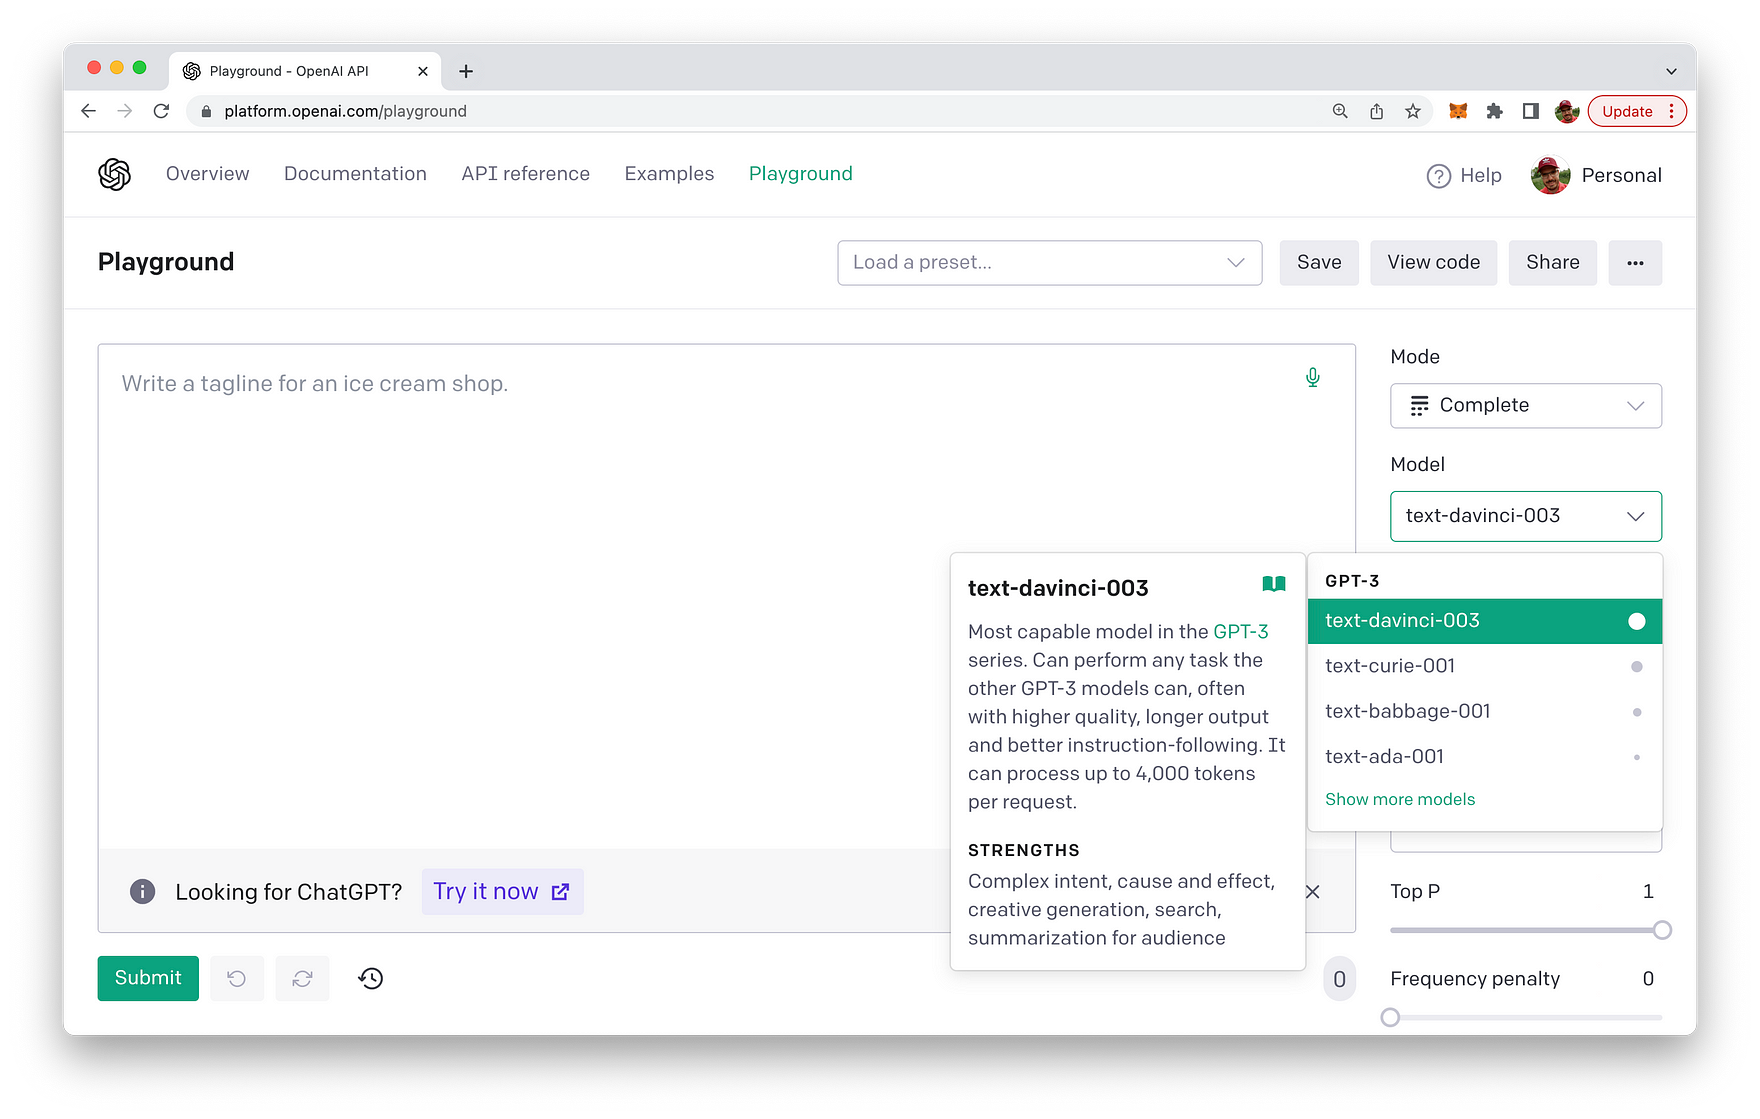 Playground - OpenAI API
platform.openai.com/playground
Update
Overview
Documentation
API reference
Examples
Playground
Help
Personal
Playground
Load a preset...
Save
View code
Share
Write a tagline for an ice cream shop.
Mode
Complete
Model
text-davinci-003
text-davinci-003
Most capable model in the GPT-3
series. Can perform any task the
other GPT-3 models can, often
with higher quality, longer output
and better instruction-following. It
can process up to 4,000 tokens
per request.
STRENGTHS
Complex intent, cause and effect,
creative generation, search,
summarization for audience
GPT-3
text-davinci-003
text-curie-001
text-babbage-001
text-ada-001
Show more models
Looking for ChatGPT?
Try it now
Top P 1
Submit
0
Frequency penalty 0